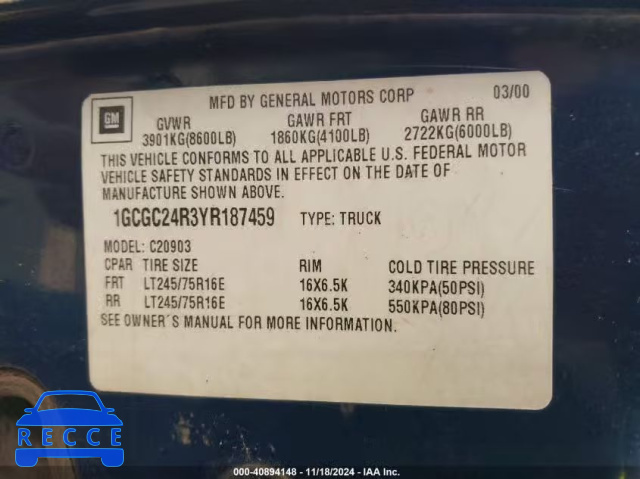 MFD BY GENERAL MOTORS CORP 03/00
GM
GVWR GAWR FRT GAWR RR
3901KG(8600LB) 1860KG(4100LB) 2722KG(6000LB)
THIS VEHICLE CONFORMS TO ALL APPLICABLE U.S. FEDERAL MOTOR
VEHICLE SAFETY STANDARDS IN EFFECT ON THE DATE OF
MANUFACTURE SHOWN ABOVE.
1GCGC24R3YR187459 TYPE: TRUCK
MODEL: C20903
CPAR TIRE SIZE RIM COLD TIRE PRESSURE
FRT LT245/75R16E 16X6.5K 340KPA(50PSI)
RR LT245/75R16E 16X6.5K 550KPA(80PSI)
SEE OWNER'S MANUAL FOR MORE INFORMATION.
RECCE
000-40894148 - 11/18/2024 - IAA Inc.